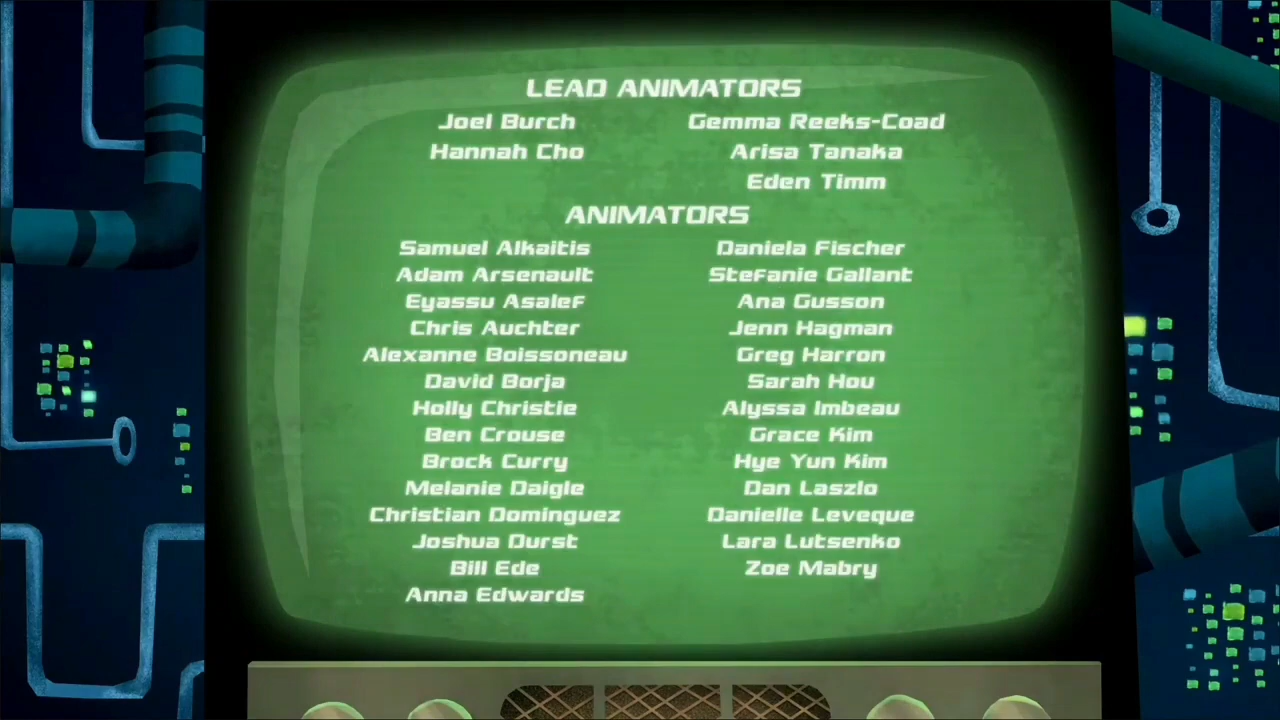 LEAD ANIMATORS
Joel Burch Gemma Reeks-Coad
Hannah Cho Arisa Tanaka
Eden Timm
ANIMATORS
Samuel Alkaitis Daniela Fischer
Adam Arsenault Stefanie Gallant
Eyassu Asalef Ana Gusson
Chris Auchter Jenn Hagman
Alexanne Boissoneau Greg Harron
David Borja Sarah Hou
Holly Christie Alyssa Imbeau
Ben Crouse Grace Kim
Brock Curry Hye Yun Kim
Melanie Daigle Dan Laszlo
Christian Dominguez Danielle Leveque
Joshua Durst Lara Lutsenko
Bill Ede Zoe Mabry
Anna Edwards